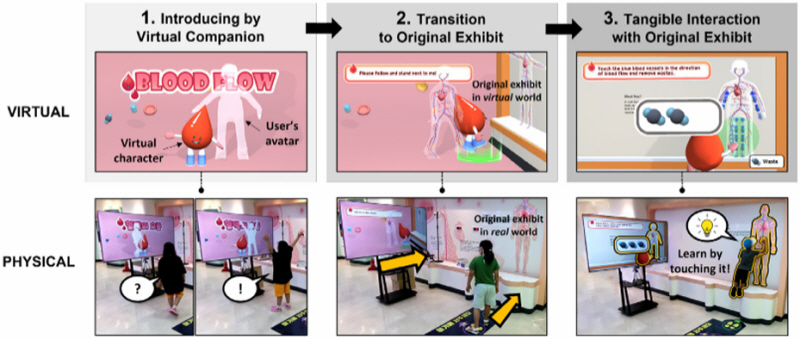 1. Introducing by
Virtual Companion
2. Transition
to Original Exhibit
3. Tangible Interaction
with Original Exhibit
VIRTUAL
BLOOD FLOW
Virtual
character
User's
avatar
Please follow and stand next to me!
Original exhibit
in virtual world
Touch the blue blood vessels in the direction
of blood flow and remove wastes.
Waste
PHYSICAL
?
!
Original exhibit
in real world
Learn by
touching it!